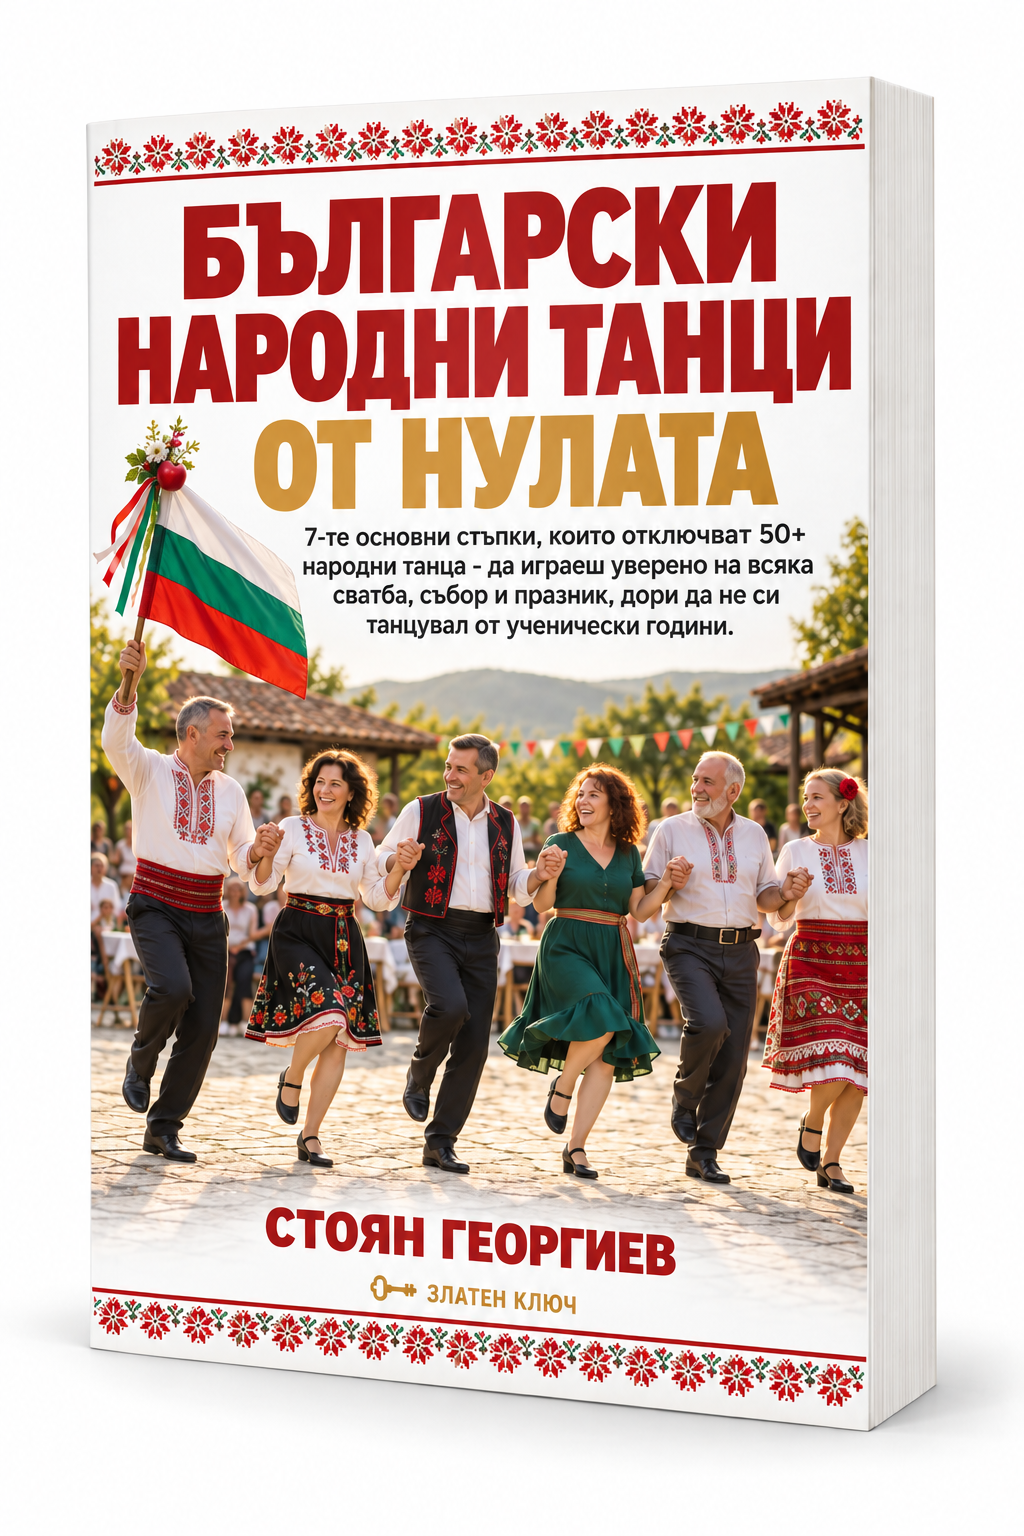 БЪЛГАРСКИ
НАРОДНИ ТАНЦИ
ОТ НУЛАТА
7-те основни стъпки, които отключват 50+
народни танца - да играеш уверено на всяка
сватба, събор и празник, дори да не си
танцувал от ученически години.
СТОЯН ГЕОРГИЕВ
ЗЛАТЕН КЛЮЧ